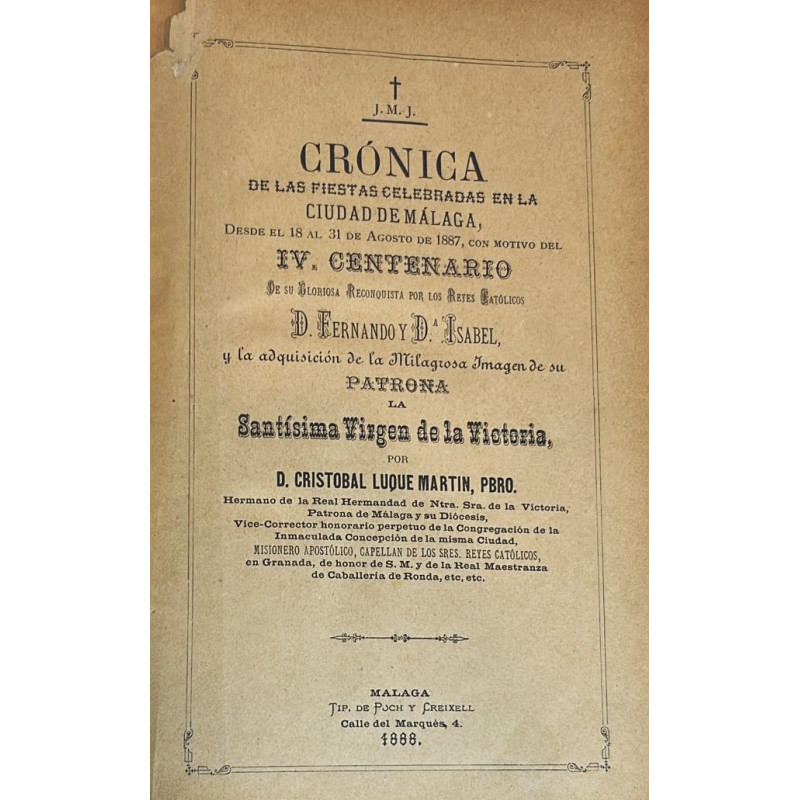 J. M. J.
CRÓNICA
DE LAS FIESTAS CELEBRADAS EN LA
CIUDAD DE MÁLAGA,
DESDE EL 18 AL 31 DE AGOSTO DE 1887, CON MOTIVO DEL
IV. CENTENARIO
DE SU GLORIOSA RECONQUISTA POR LOS REYES CATÓLICOS
D. FERNANDO Y D.ª ISABEL,
y la adquisición de la Milagrosa Imagen de su
PATRONA
LA
Santísima Virgen de la Victoria,
POR
D. CRISTOBAL LUQUE MARTIN, PBRO.
Hermano de la Real Hermandad de Ntra. Sra. de la Victoria,
Patrona de Málaga y su Diócesis,
Vice-Corrector honorario perpetuo de la Congregación de la
Inmaculada Concepción de la misma Ciudad,
MISIONERO APOSTÓLICO, CAPELLAN DE LOS SRES. REYES CATÓLICOS,
en Granada, de honor de S. M. y de la Real Maestranza
de Caballería de Ronda, etc, etc.
MALAGA
TIP. DE POCH Y CREIXELL
Calle del Marqués, 4.
1888.